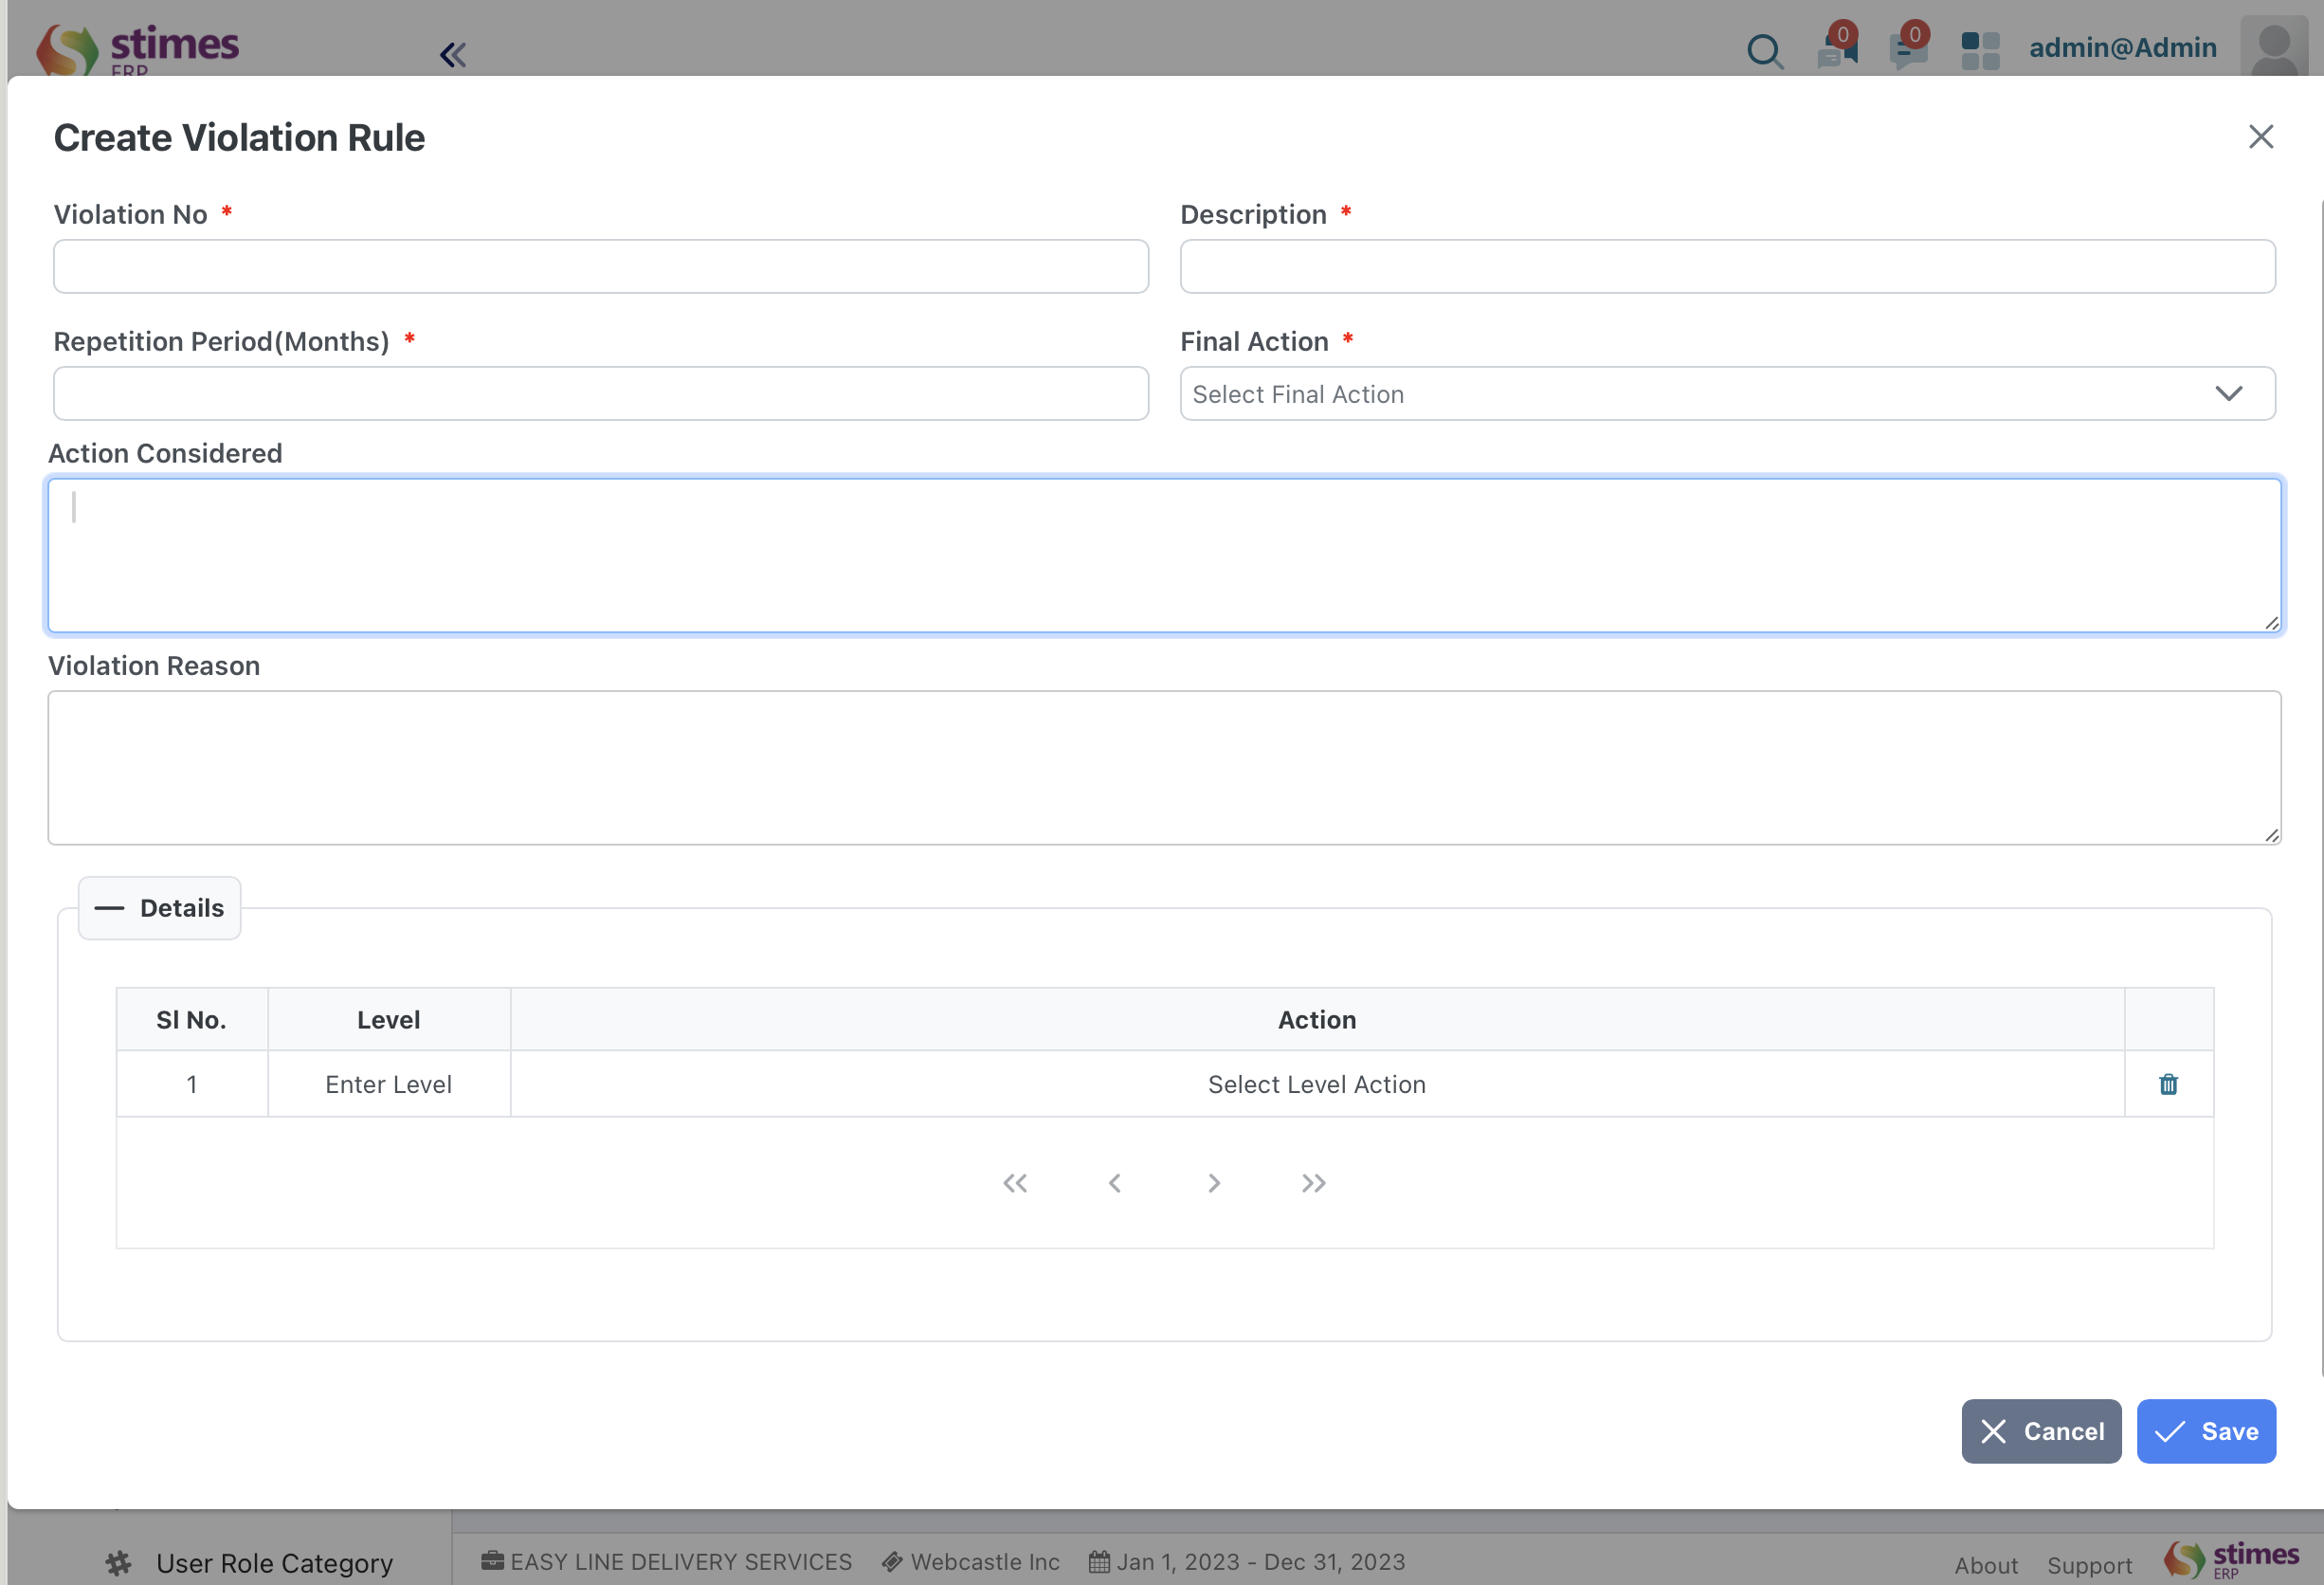 stimes
ERP
0
0
admin@Admin
Create Violation Rule
Violation No *
Description *
Repetition Period(Months) *
Final Action *
Select Final Action
Action Considered
Violation Reason
Details
Sl No.
Level
Action
1
Enter Level
Select Level Action
Cancel
Save
User Role Category
EASY LINE DELIVERY SERVICES
Webcastle Inc
Jan 1, 2023 - Dec 31, 2023
About
Support
stimes
ERP